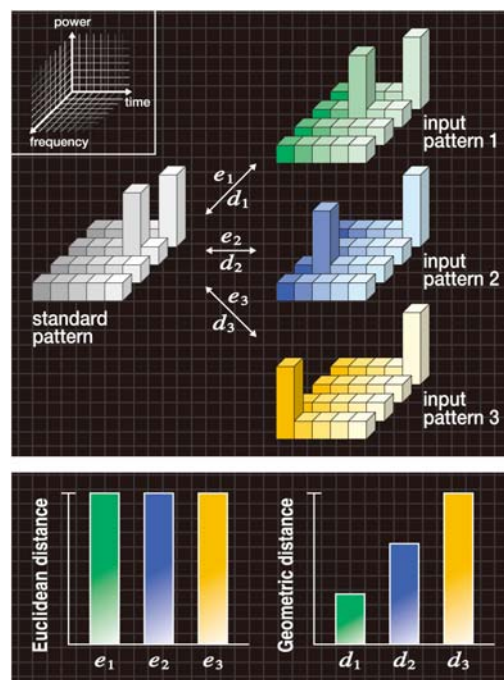 power
time
frequency
input
pattern 1
e₁
d₁
e₂
d₂
input
pattern 2
e₃
d₃
standard
pattern
input
pattern 3
Euclidean distance
e₁ e₂ e₃
Geometric distance
d₁ d₂ d₃